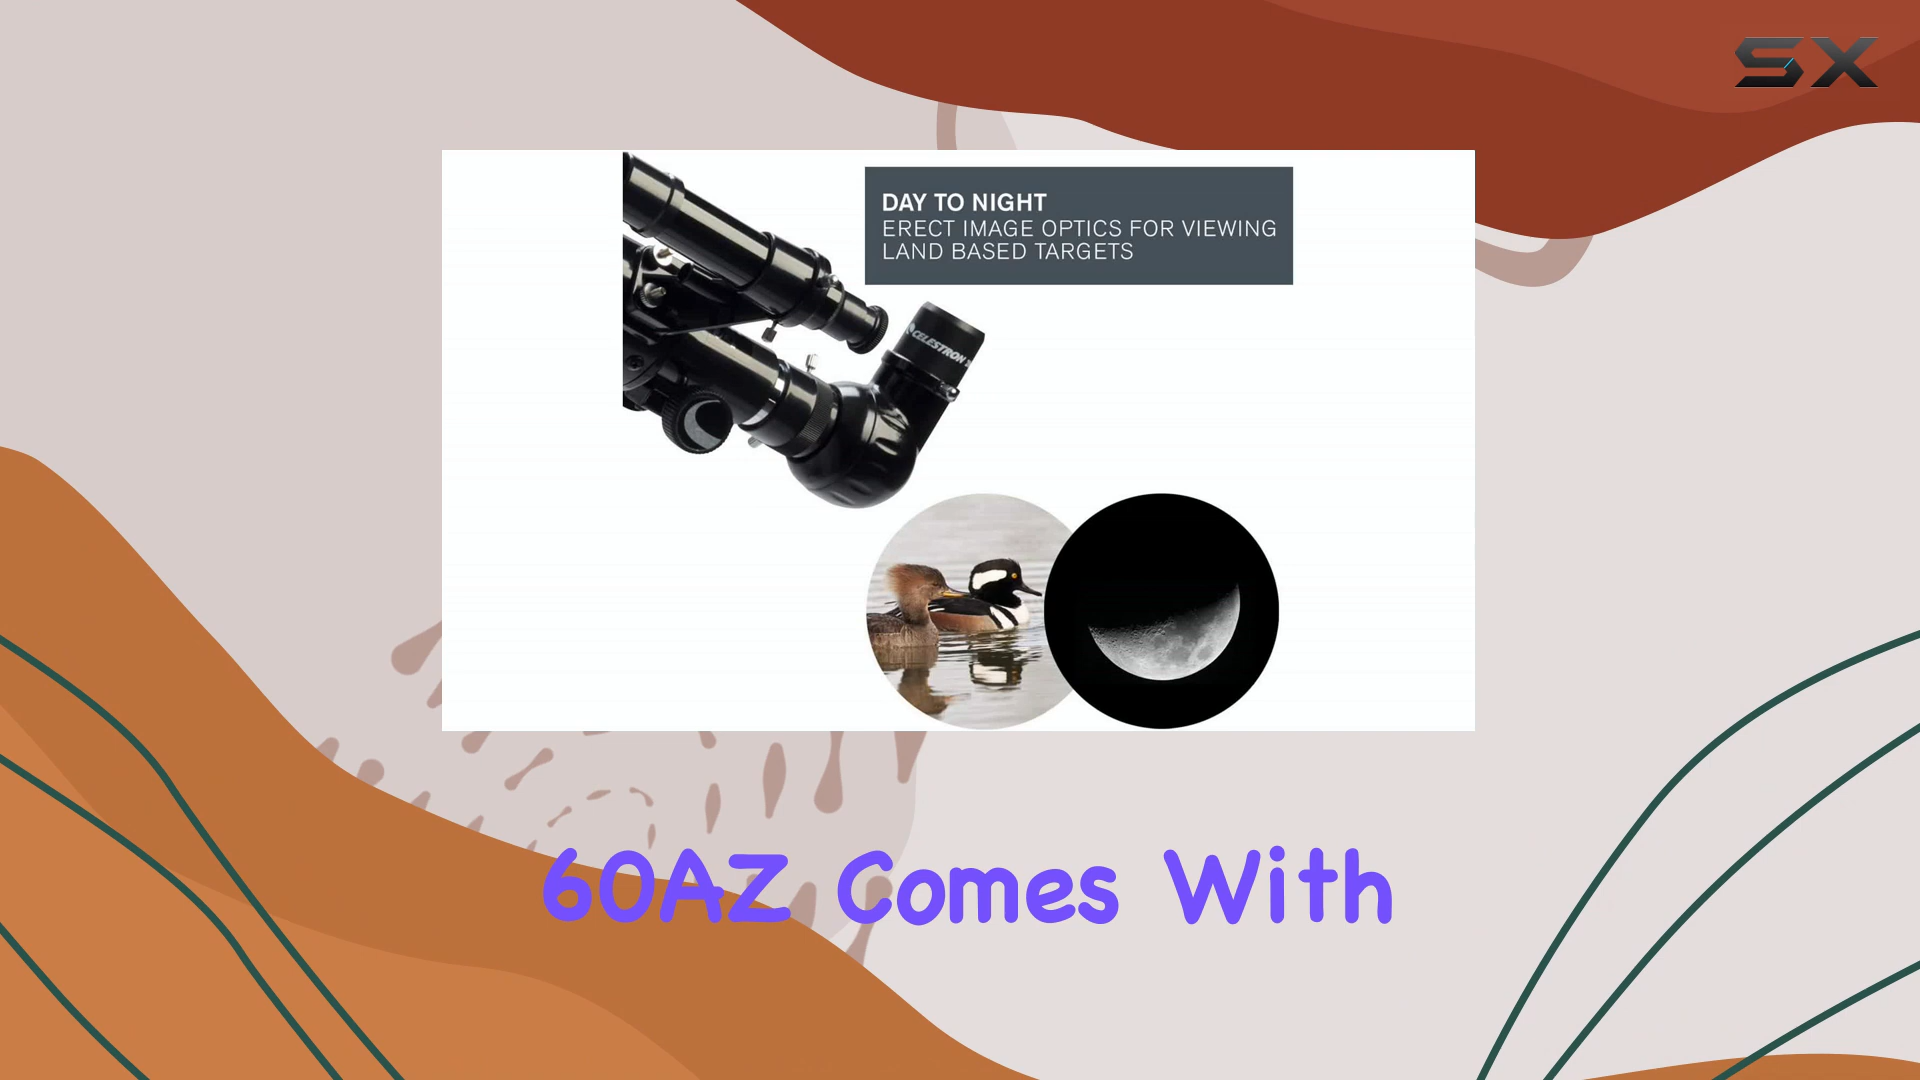 SX
DAY TO NIGHT
ERECT IMAGE OPTICS FOR VIEWING
LAND BASED TARGETS
CELESTRON
60AZ Comes With